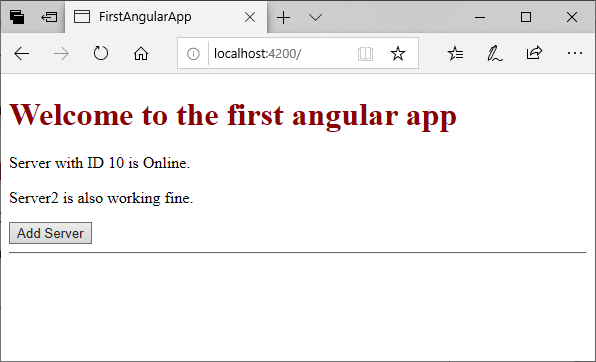 FirstAngularApp
localhost:4200/
Welcome to the first angular app
Server with ID 10 is Online.
Server2 is also working fine.
Add Server